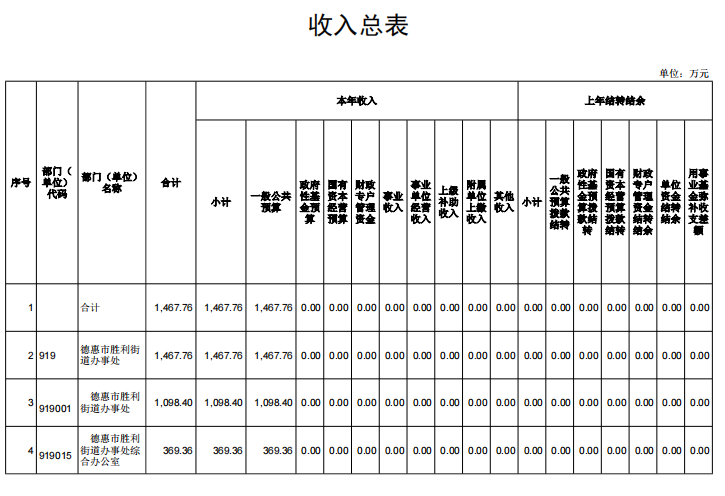 收入总表
单位：万元
序号 部门（单位）代码 部门（单位）名称 合计 本年收入 上年结转结余
小计 一般公共预算 政府性基金预算 国有资本经营预算 财政专户管理资金 事业收入 事业单位经营收入 上级补助收入 附属单位上缴收入 其他收入 小计 一般公共预算拨款结转 政府性基金预算拨款结转 国有资本经营预算拨款结转 财政专户管理资金结转结余 单位资金结转结余 用事业基金弥补收支差额
1 合计 1,467.76 1,467.76 1,467.76 0.00 0.00 0.00 0.00 0.00 0.00 0.00 0.00 0.00 0.00 0.00 0.00 0.00 0.00 0.00
2 919 德惠市胜利街道办事处 1,467.76 1,467.76 1,467.76 0.00 0.00 0.00 0.00 0.00 0.00 0.00 0.00 0.00 0.00 0.00 0.00 0.00 0.00 0.00
3 919001 德惠市胜利街道办事处 1,098.40 1,098.40 1,098.40 0.00 0.00 0.00 0.00 0.00 0.00 0.00 0.00 0.00 0.00 0.00 0.00 0.00 0.00 0.00
4 919015 德惠市胜利街道办事处综合办公室 369.36 369.36 369.36 0.00 0.00 0.00 0.00 0.00 0.00 0.00 0.00 0.00 0.00 0.00 0.00 0.00 0.00 0.00